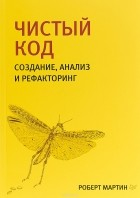 ЧИСТЫЙ
КОД
СОЗДАНИЕ, АНАЛИЗ
И РЕФАКТОРИНГ
РОБЕРТ МАРТИН